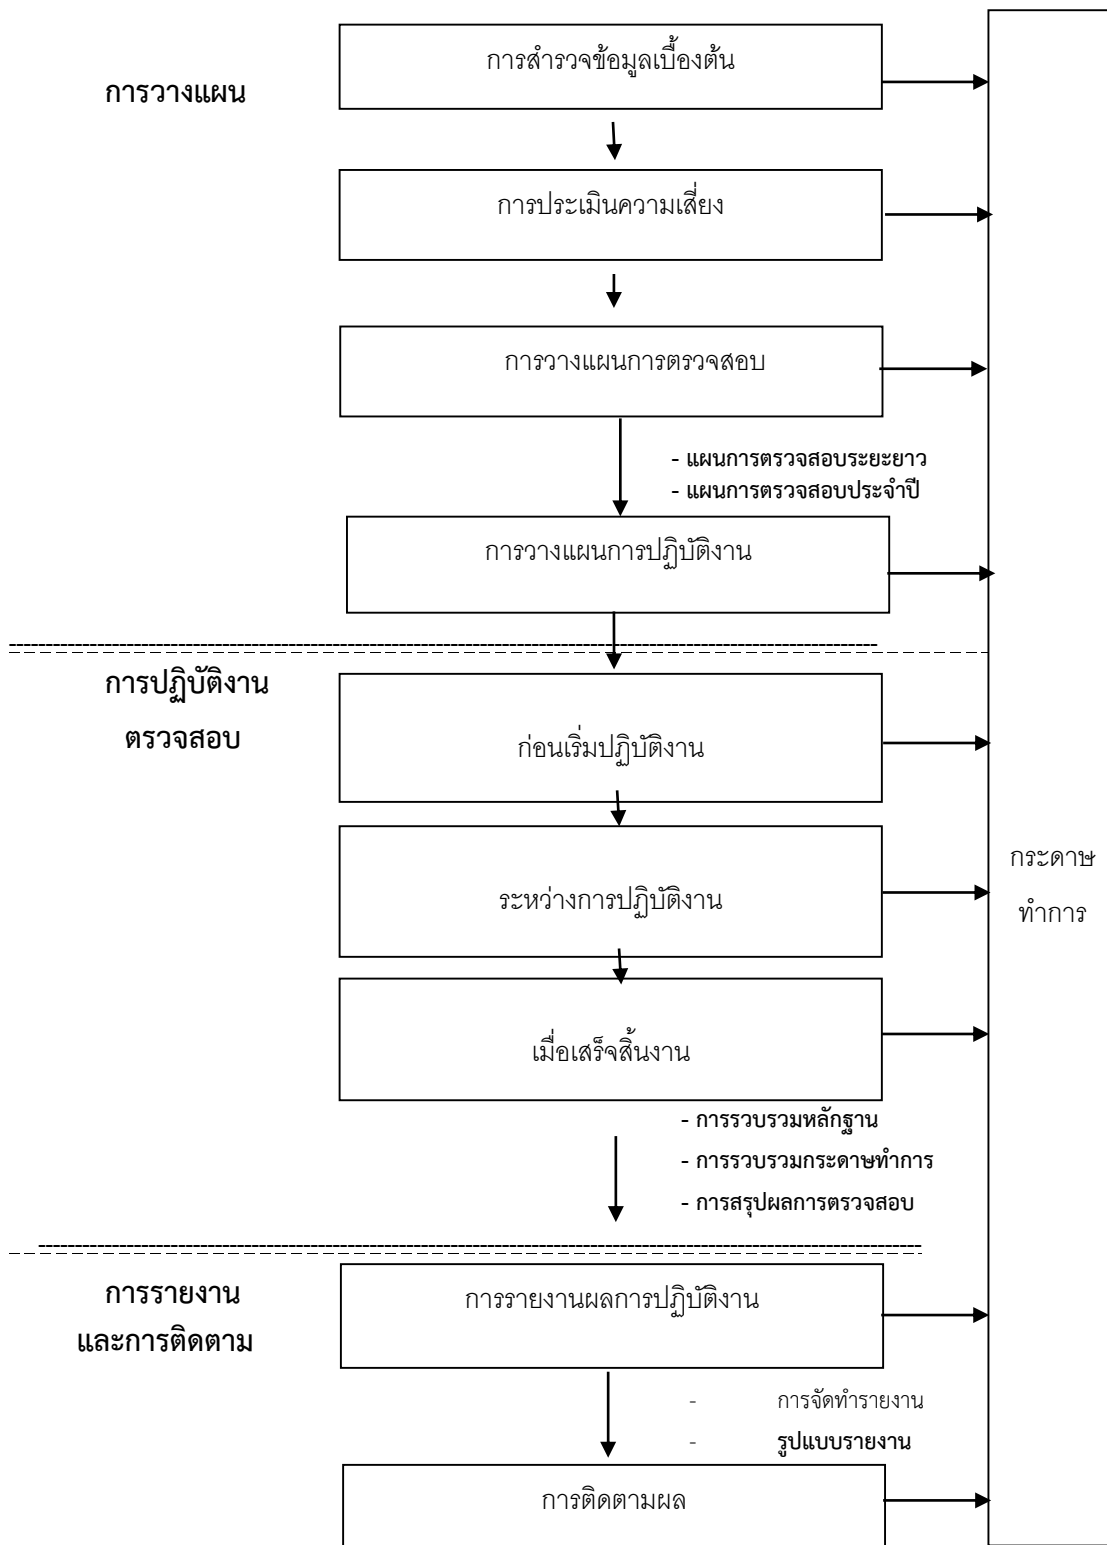 การสำรวจข้อมูลเบื้องต้น
การวางแผน
การประเมินความเสี่ยง
การวางแผนการตรวจสอบ
- แผนการตรวจสอบระยะยาว
- แผนการตรวจสอบประจำปี
การวางแผนการปฏิบัติงาน
การปฏิบัติงาน
ตรวจสอบ
ก่อนเริ่มปฏิบัติงาน
ระหว่างการปฏิบัติงาน
กระดาษ
ทำการ
เมื่อเสร็จสิ้นงาน
- การรวบรวมหลักฐาน
- การรวบรวมกระดาษทำการ
- การสรุปผลการตรวจสอบ
การรายงาน
และการติดตาม
การรายงานผลการปฏิบัติงาน
- การจัดทำรายงาน
- รูปแบบรายงาน
การติดตามผล